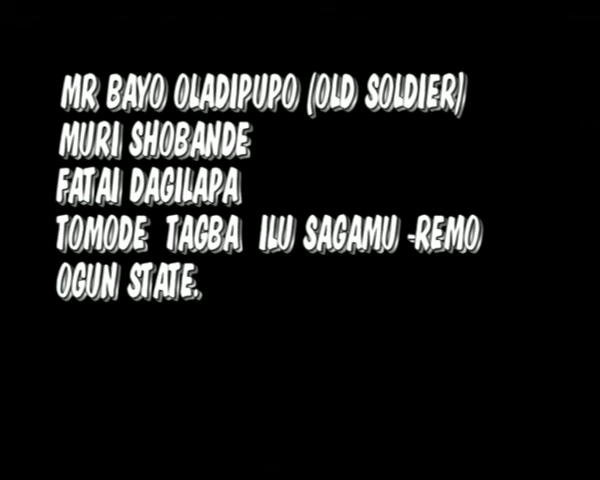 MR BAYO OLADIPUPO (OLD SOLDIER)
MURI SHOBANDE
FATAI DAGILAPA
TOMODE TAGBA ILU SAGAMU -REMO
OGUN STATE.